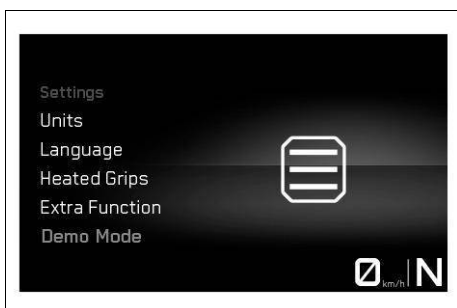 Settings
Units
Language
Heated Grips
Extra Function
Demo Mode
0 km/h N